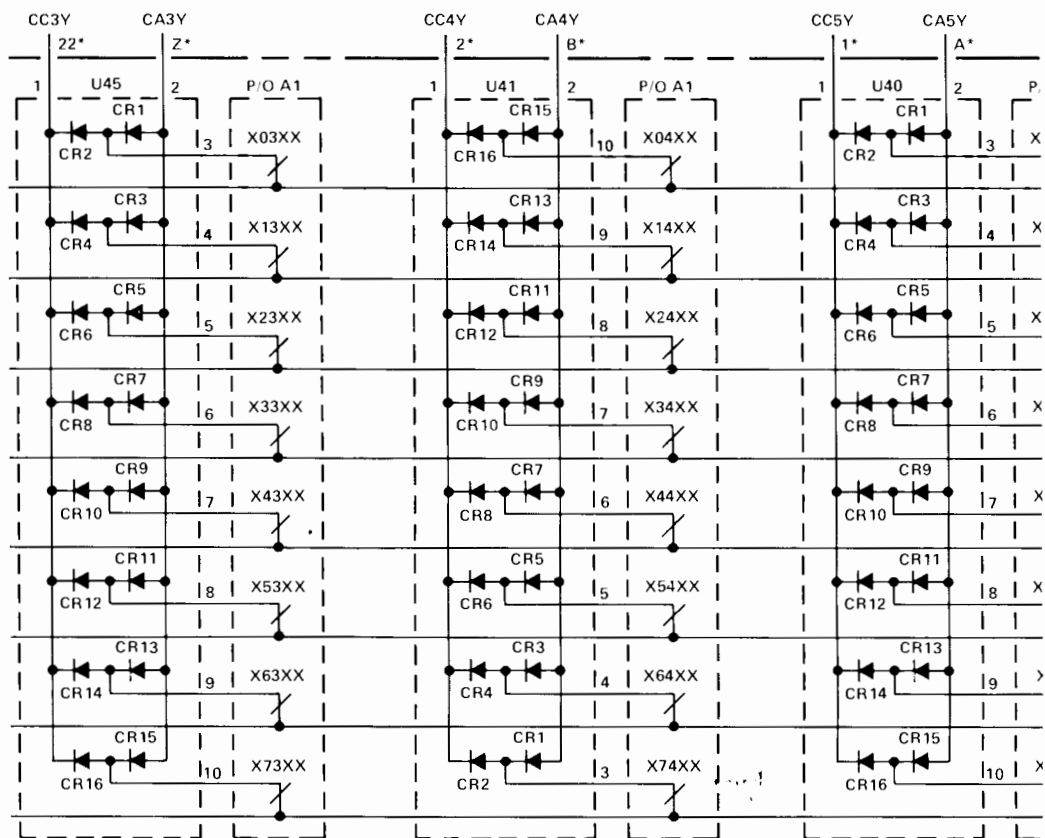 CC3Y CA3Y CC4Y CA4Y CC5Y CA5Y
22* Z* 2* B* 1* A*
1 U45 2 P/O A1 1 U41 2 P/O A1 1 U40 2 P/
CR1 CR15 CR1
CR2 3 X03XX CR16 10 X04XX CR2 3 X
CR3 CR13 CR3
CR4 4 X13XX CR14 9 X14XX CR4 4 X
CR5 CR11 CR5
CR6 5 X23XX CR12 8 X24XX CR6 5 X
CR7 CR9 CR7
CR8 6 X33XX CR10 7 X34XX CR8 6 X
CR9 CR7 CR9
CR10 7 X43XX CR8 6 X44XX CR10 7 X
CR11 CR5 CR11
CR12 8 X53XX CR6 5 X54XX CR12 8 X
CR13 CR3 CR13
CR14 9 X63XX CR4 4 X64XX CR14 9 X
CR15 CR1 CR15
CR16 10 X73XX CR2 3 X74XX CR16 10 X